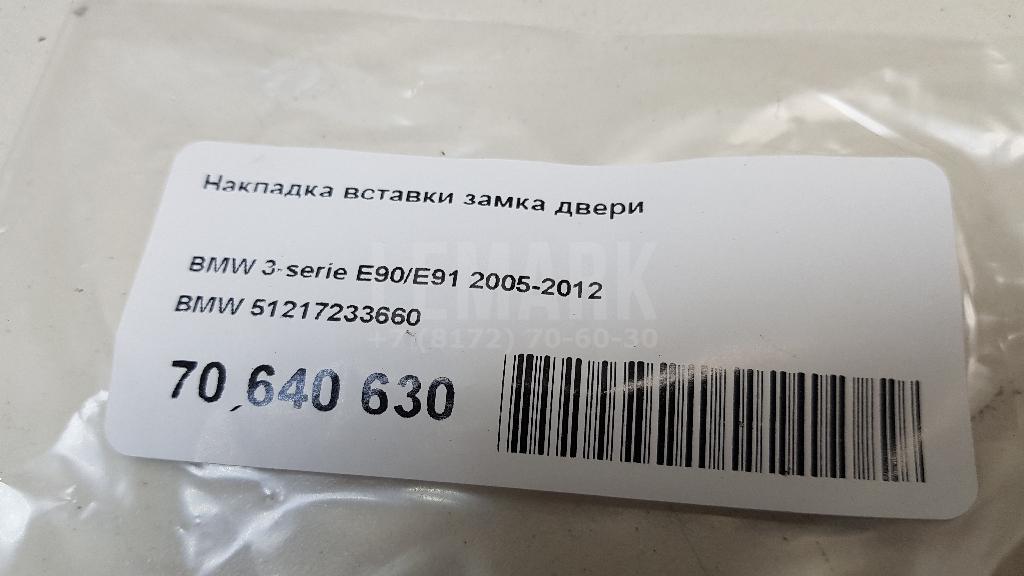 Накладка вставки замка двери
BMW 3-serie E90/E91 2005-2012
BMW 51217233660
70 640 630
LEMARK
+7 (8172) 70-60-30